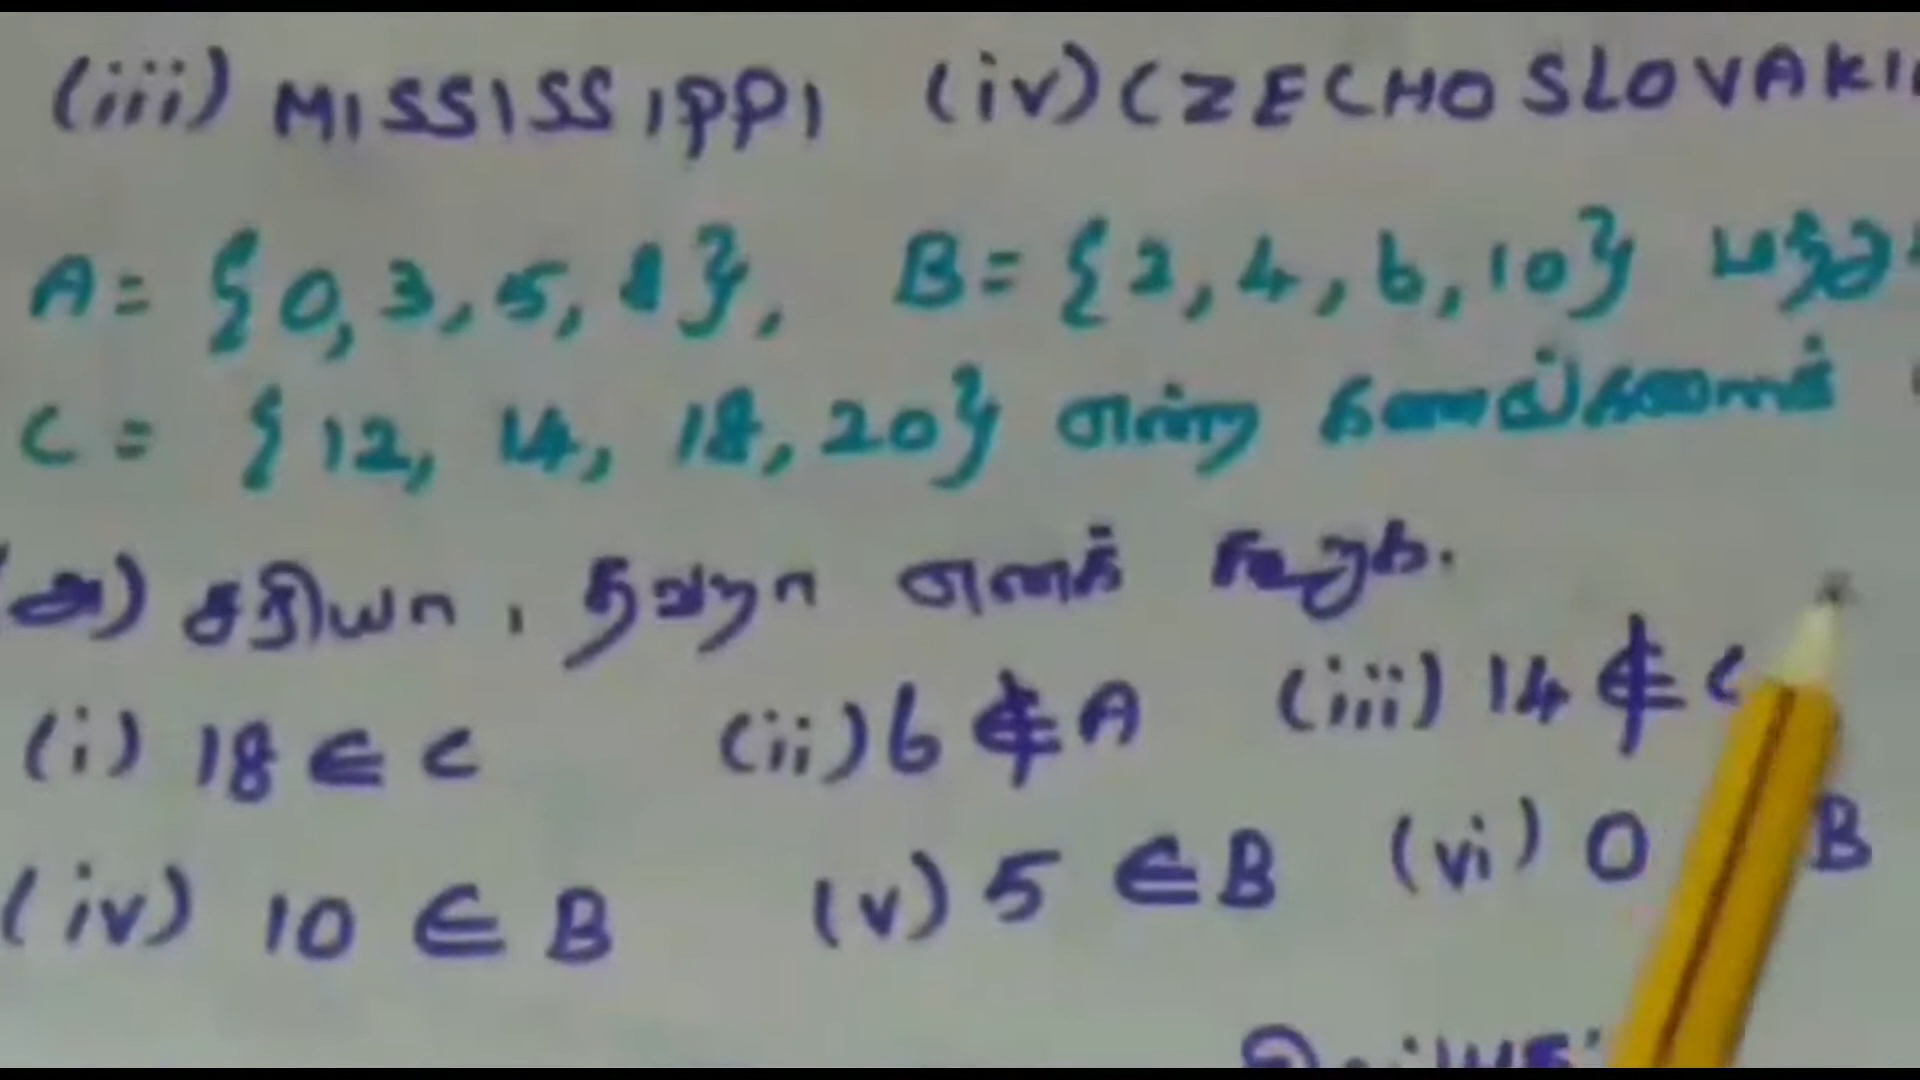 (iii) MISSISSIPPI (iv) CZECHOSLOVAKI
A = {0, 3, 5, 8}, B = {2, 4, 6, 10} மற்று
C = {12, 14, 18, 20} என்ற கணங்களைக்
(அ) சரியா, தவறா எனக் கூறுக.
(i) 18 ∈ C (ii) 6 ∉ A (iii) 14 ∉ C
(iv) 10 ∈ B (v) 5 ∈ B (vi) 0 B